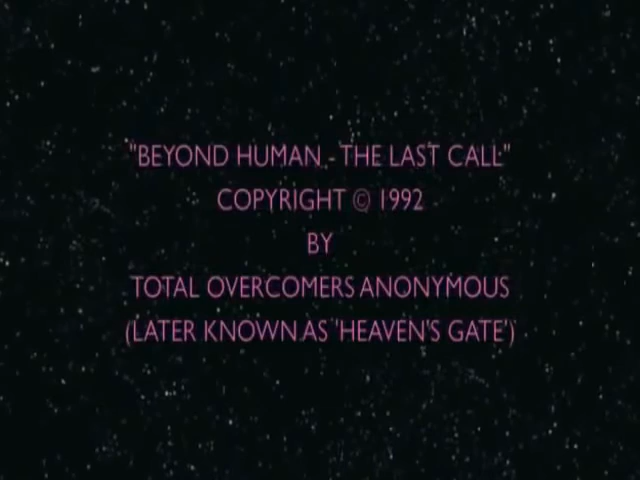 "BEYOND HUMAN - THE LAST CALL"
COPYRIGHT © 1992
BY
TOTAL OVERCOMERS ANONYMOUS
(LATER KNOWN AS 'HEAVEN'S GATE')